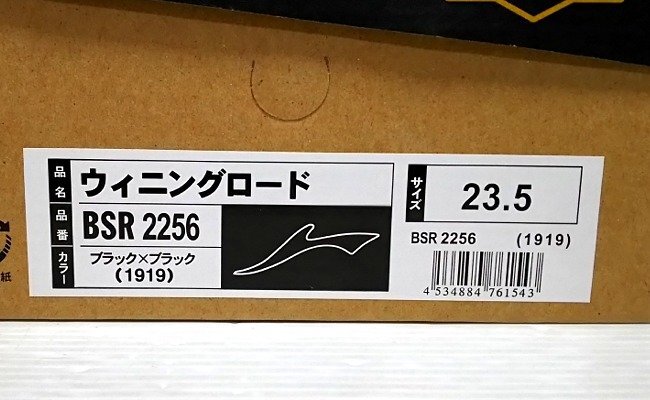 品名 ウィニングロード
品番 BSR 2256
カラー ブラック×ブラック
(1919)
サイズ 23.5
BSR 2256 (1919)
4 534884 761543
紙